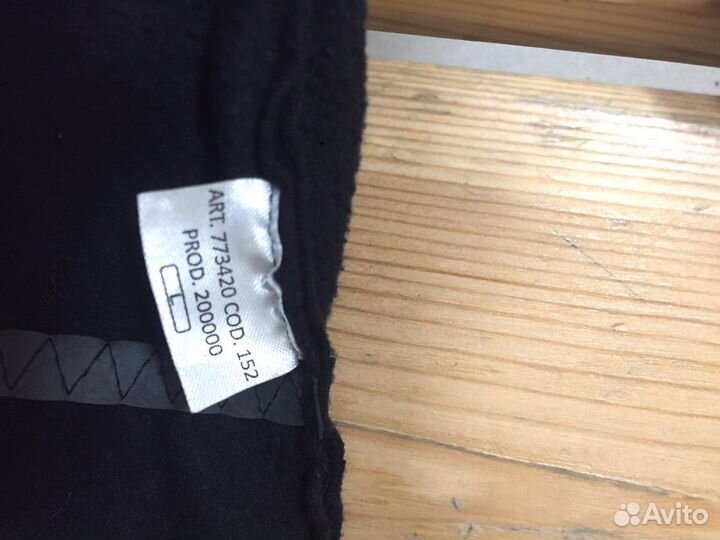 ART. 773420 COD. 152
PROD. 200000
L
Avito